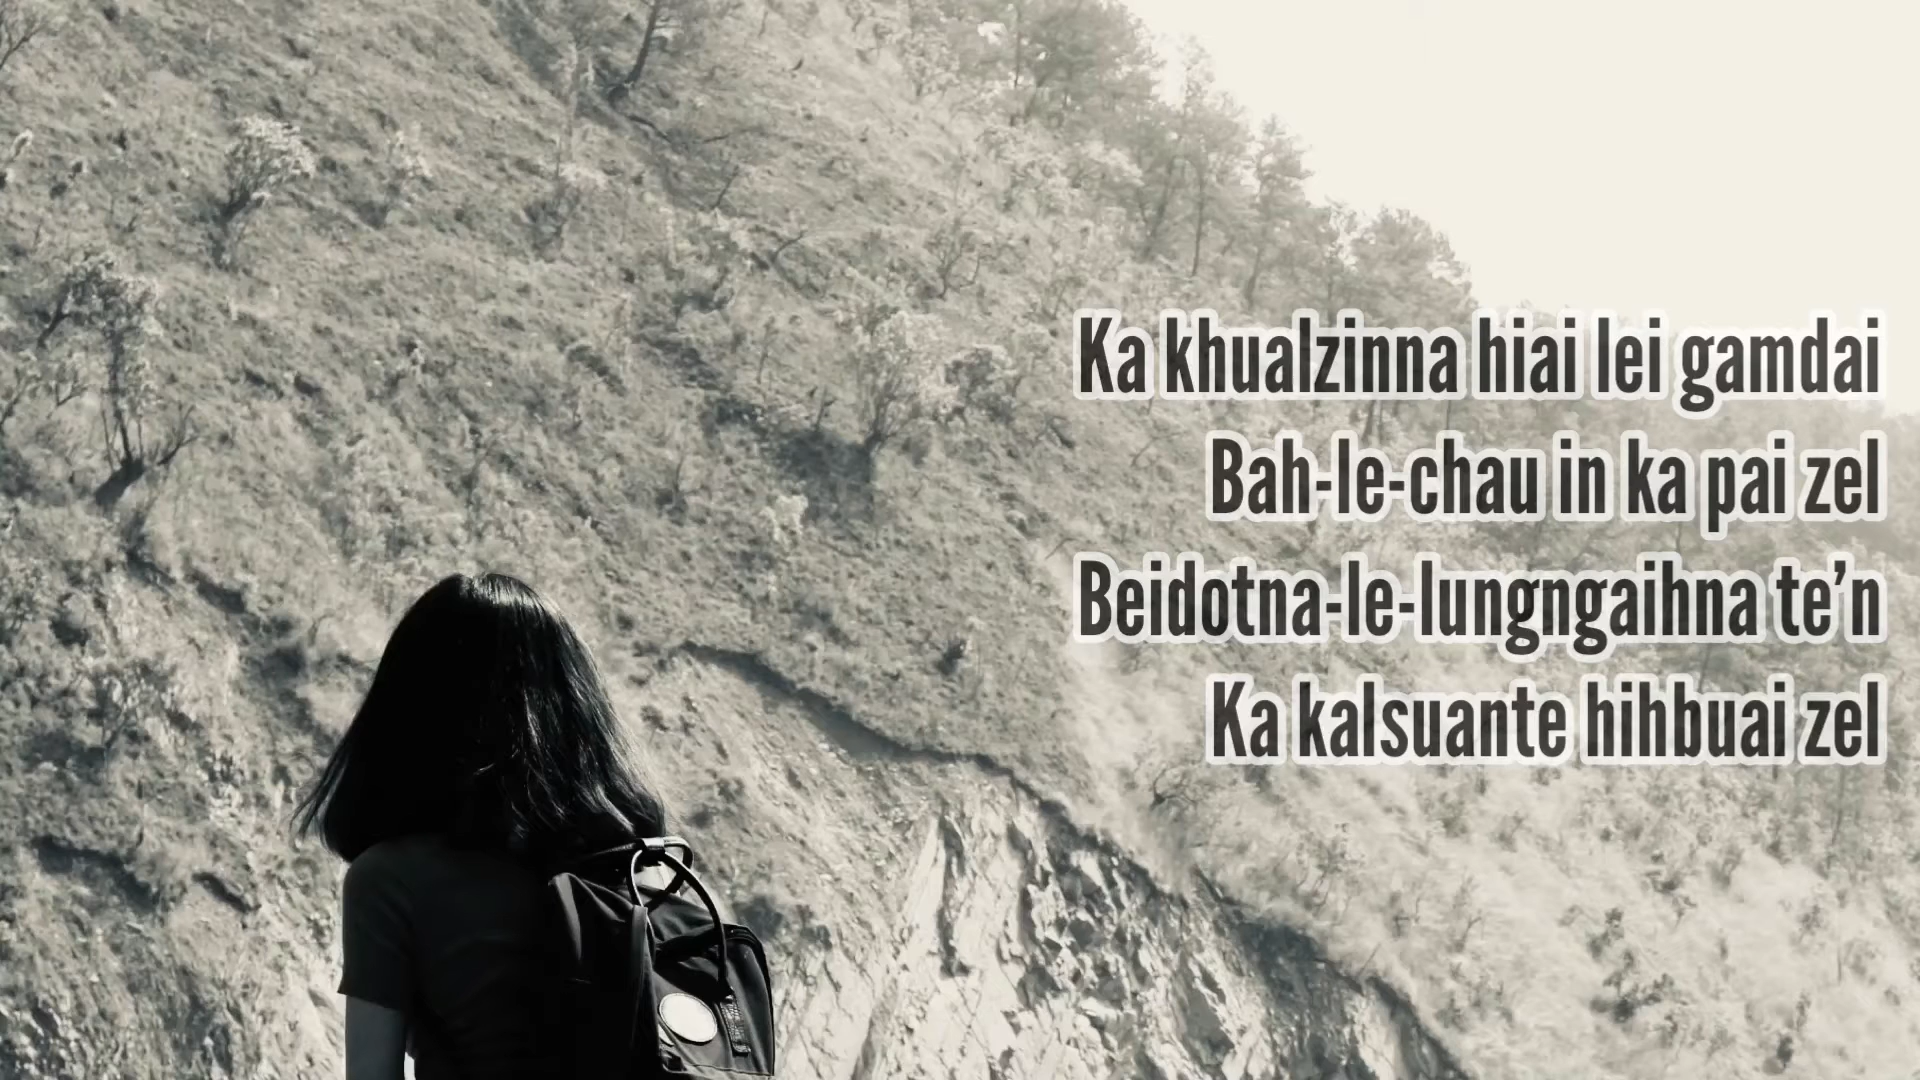 Ka khualzinna hiai lei gamdai
Bah-le-chau in ka pai zel
Beidotna-le-lungngaihna te’n
Ka kalsuante hihbuai zel